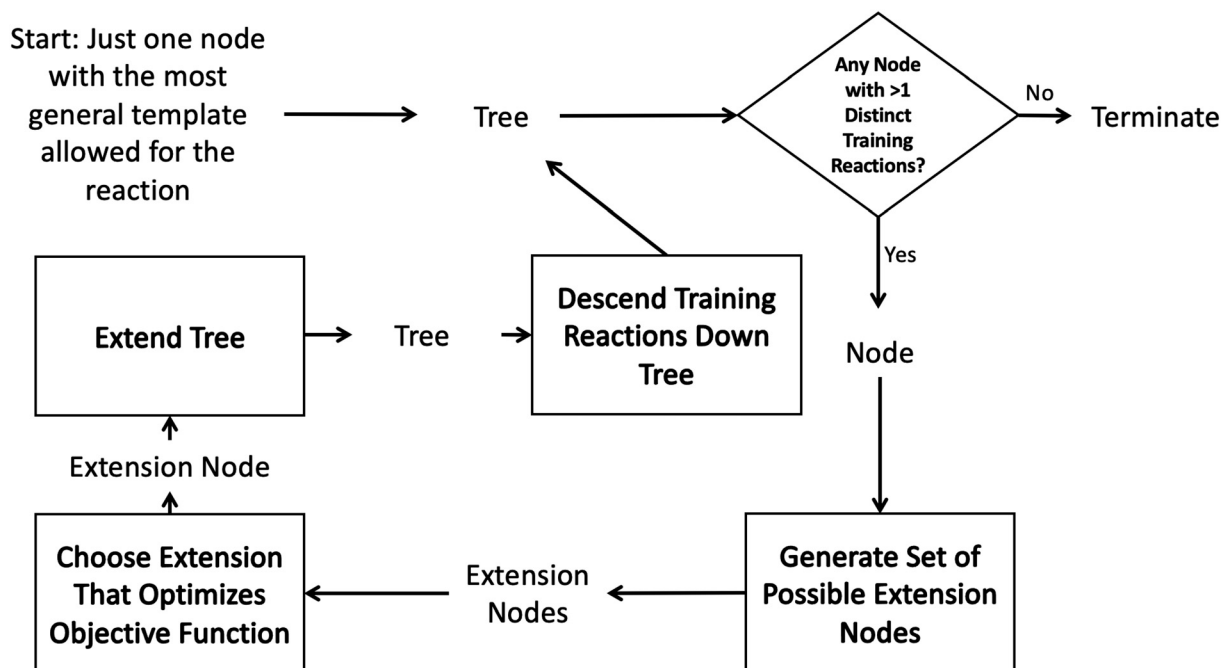 Start: Just one node
with the most
general template
allowed for the
reaction
Tree
Any Node
with >1
Distinct
Training
Reactions?
No
Terminate
Yes
Node
Generate Set of
Possible Extension
Nodes
Extension
Nodes
Choose Extension
That Optimizes
Objective Function
Extension Node
Extend Tree
Tree
Descend Training
Reactions Down
Tree